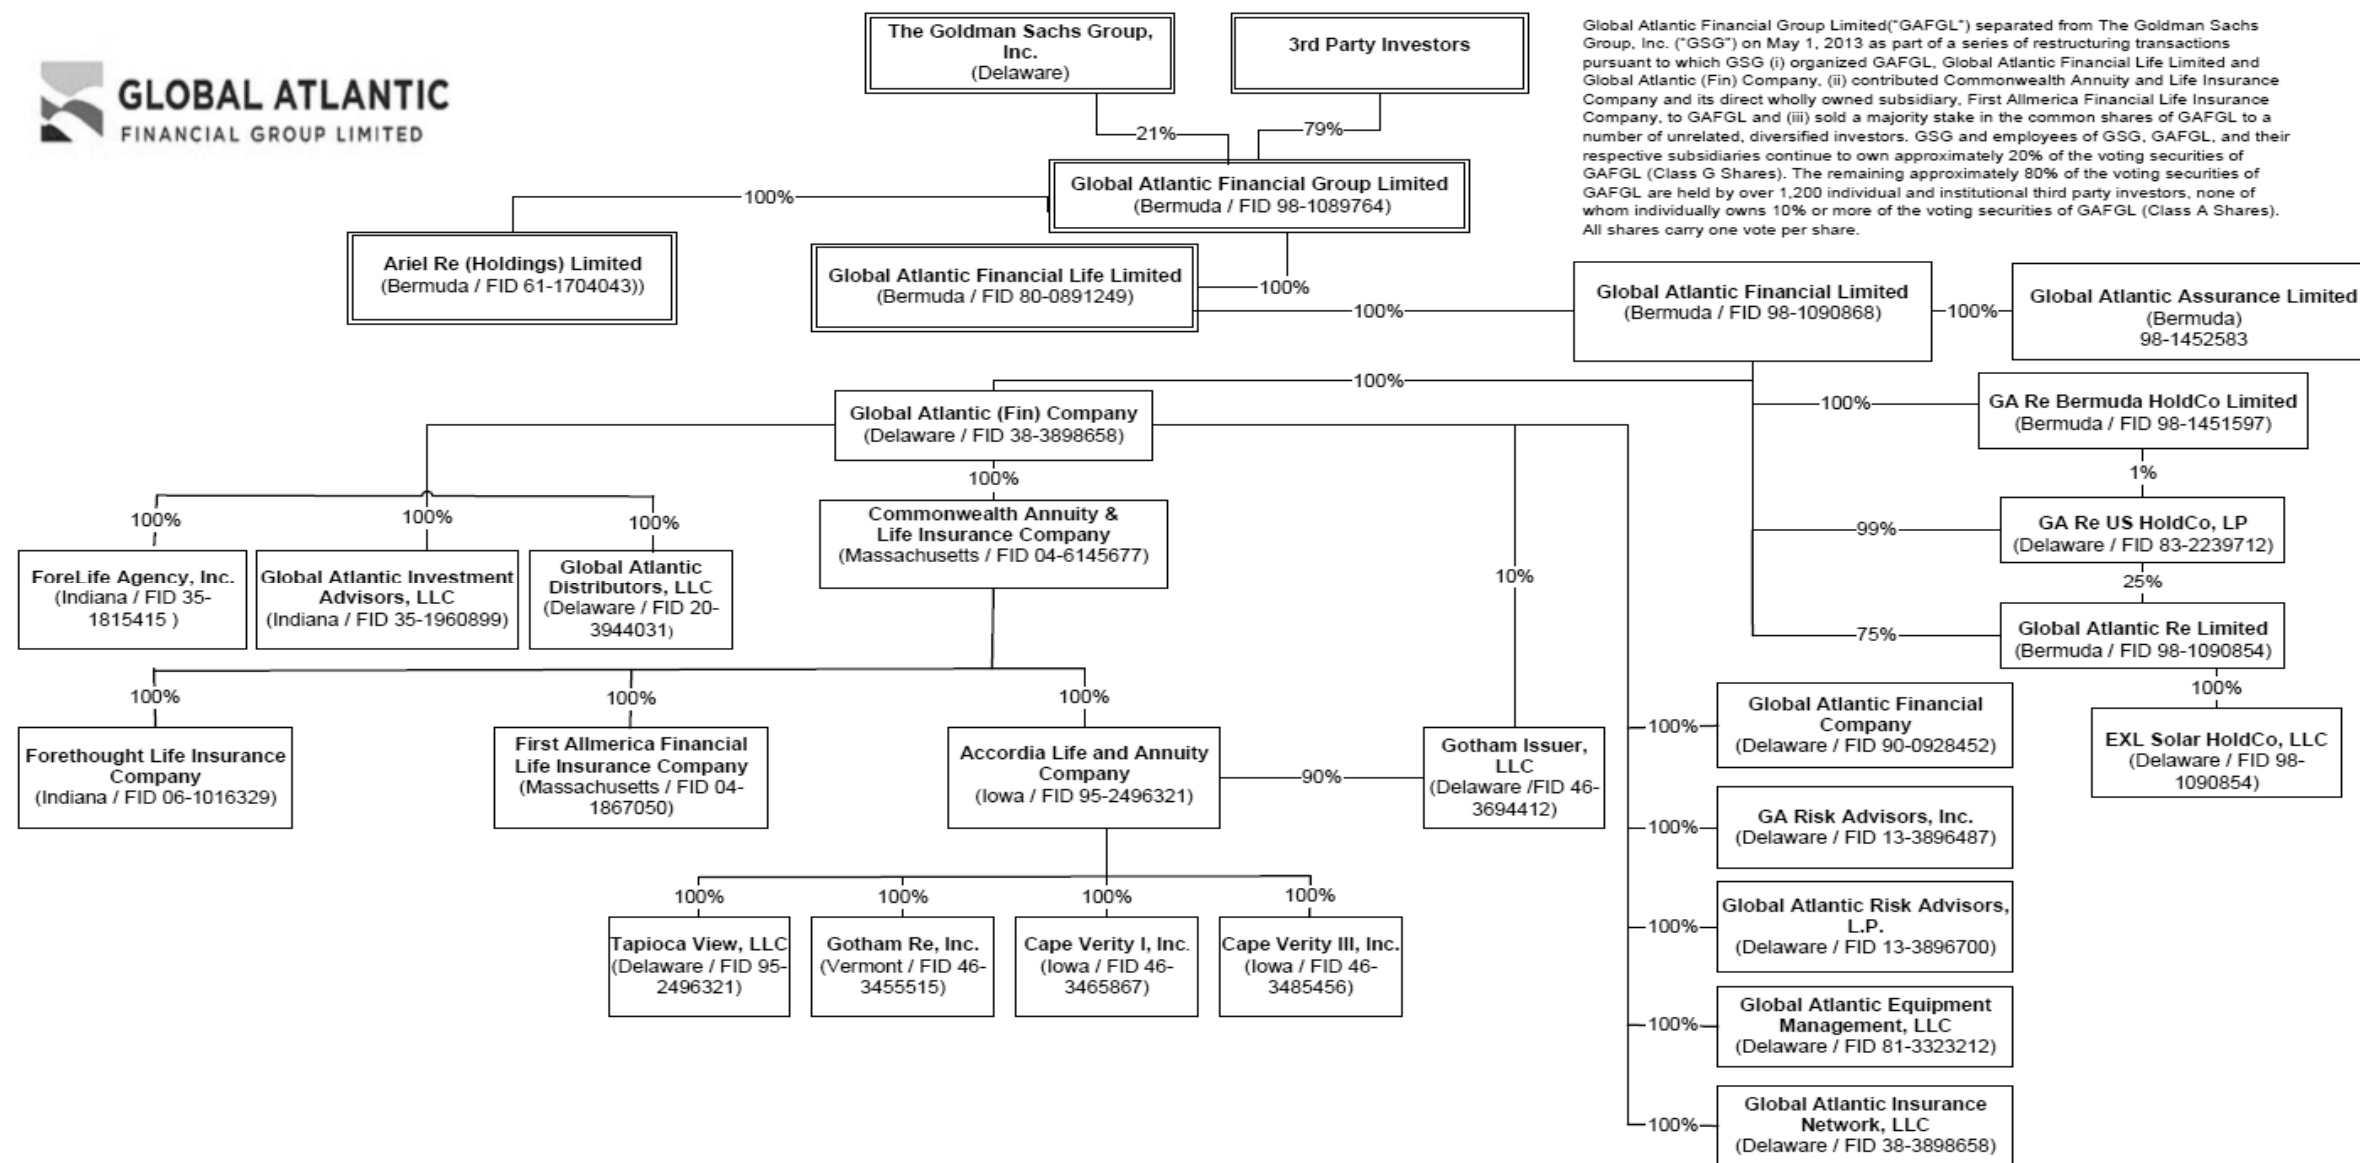 GLOBAL ATLANTIC
FINANCIAL GROUP LIMITED
The Goldman Sachs Group,
Inc.
(Delaware)
3rd Party Investors
Global Atlantic Financial Group Limited("GAFGL") separated from The Goldman Sachs
Group, Inc. ("GSG") on May 1, 2013 as part of a series of restructuring transactions
pursuant to which GSG (i) organized GAFGL, Global Atlantic Financial Life Limited and
Global Atlantic (Fin) Company, (ii) contributed Commonwealth Annuity and Life Insurance
Company and its direct wholly owned subsidiary, First Allmerica Financial Life Insurance
Company, to GAFGL and (iii) sold a majority stake in the common shares of GAFGL to a
number of unrelated, diversified investors. GSG and employees of GSG, GAFGL, and their
respective subsidiaries continue to own approximately 20% of the voting securities of
GAFGL (Class G Shares). The remaining approximately 80% of the voting securities of
GAFGL are held by over 1,200 individual and institutional third party investors, none of
whom individually owns 10% or more of the voting securities of GAFGL (Class A Shares).
All shares carry one vote per share.
21%
79%
Global Atlantic Financial Group Limited
(Bermuda / FID 98-1089764)
100%
Ariel Re (Holdings) Limited
(Bermuda / FID 61-1704043))
Global Atlantic Financial Life Limited
(Bermuda / FID 80-0891249)
100%
100%
Global Atlantic Financial Limited
(Bermuda / FID 98-1090868)
100%
Global Atlantic Assurance Limited
(Bermuda)
98-1452583
100%
Global Atlantic (Fin) Company
(Delaware / FID 38-3898658)
100%
GA Re Bermuda HoldCo Limited
(Bermuda / FID 98-1451597)
1%
99%
GA Re US HoldCo, LP
(Delaware / FID 83-2239712)
25%
75%
Global Atlantic Re Limited
(Bermuda / FID 98-1090854)
100%
EXL Solar HoldCo, LLC
(Delaware / FID 98-
1090854)
100%
Commonwealth Annuity &
Life Insurance Company
(Massachusetts / FID 04-6145677)
100%
100%
100%
ForeLife Agency, Inc.
(Indiana / FID 35-
1815415 )
Global Atlantic Investment
Advisors, LLC
(Indiana / FID 35-1960899)
Global Atlantic
Distributors, LLC
(Delaware / FID 20-
3944031)
10%
100%
100%
100%
Forethought Life Insurance
Company
(Indiana / FID 06-1016329)
First Allmerica Financial
Life Insurance Company
(Massachusetts / FID 04-
1867050)
Accordia Life and Annuity
Company
(Iowa / FID 95-2496321)
90%
Gotham Issuer,
LLC
(Delaware /FID 46-
3694412)
100%
Global Atlantic Financial
Company
(Delaware / FID 90-0928452)
100%
GA Risk Advisors, Inc.
(Delaware / FID 13-3896487)
100%
Global Atlantic Risk Advisors,
L.P.
(Delaware / FID 13-3896700)
100%
Global Atlantic Equipment
Management, LLC
(Delaware / FID 81-3323212)
100%
Global Atlantic Insurance
Network, LLC
(Delaware / FID 38-3898658)
100%
100%
100%
100%
Tapioca View, LLC
(Delaware / FID 95-
2496321)
Gotham Re, Inc.
(Vermont / FID 46-
3455515)
Cape Verity I, Inc.
(Iowa / FID 46-
3465867)
Cape Verity III, Inc.
(Iowa / FID 46-
3485456)